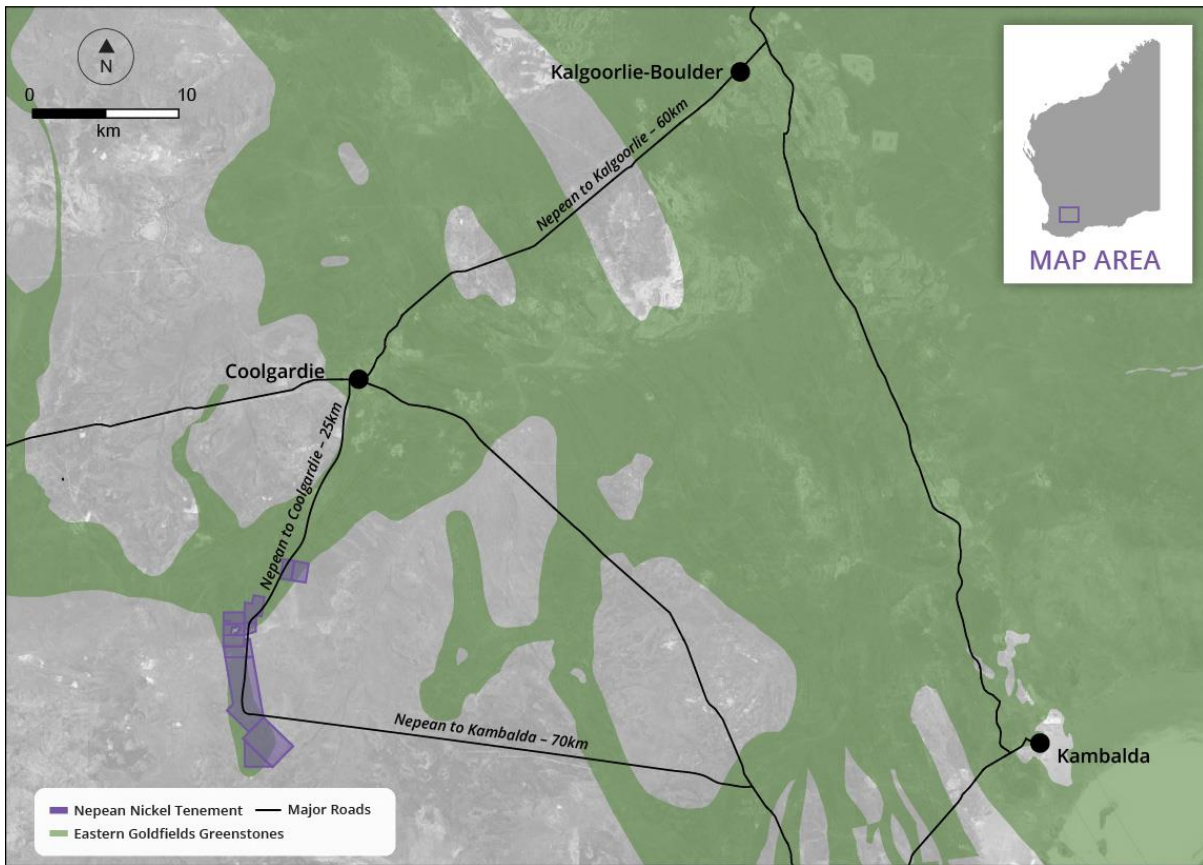 N
0 10
km
Kalgoorlie-Boulder
Nepean to Kalgoorlie – 60km
MAP AREA
Coolgardie
Nepean to Coolgardie – 25km
Nepean to Kambalda – 70km
Kambalda
Nepean Nickel Tenement
Major Roads
Eastern Goldfields Greenstones